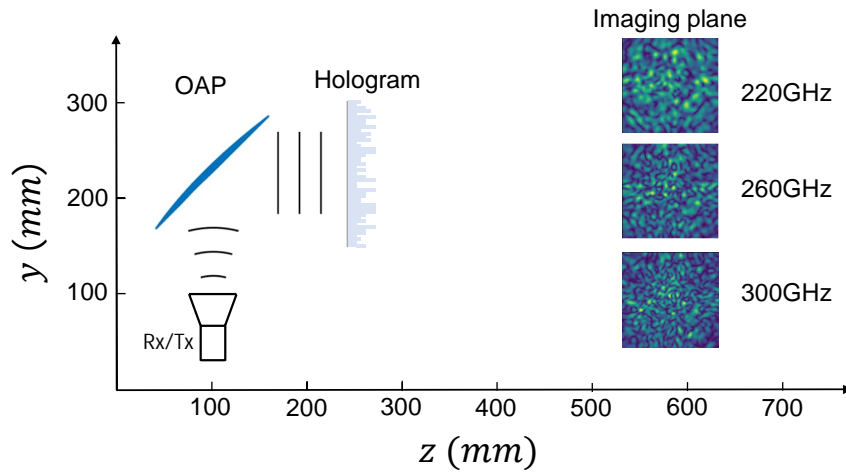 Imaging plane
OAP
Hologram
220GHz
260GHz
300GHz
Rx/Tx
y (mm)
300
200
100
100
200
300
400
500
600
700
z (mm)